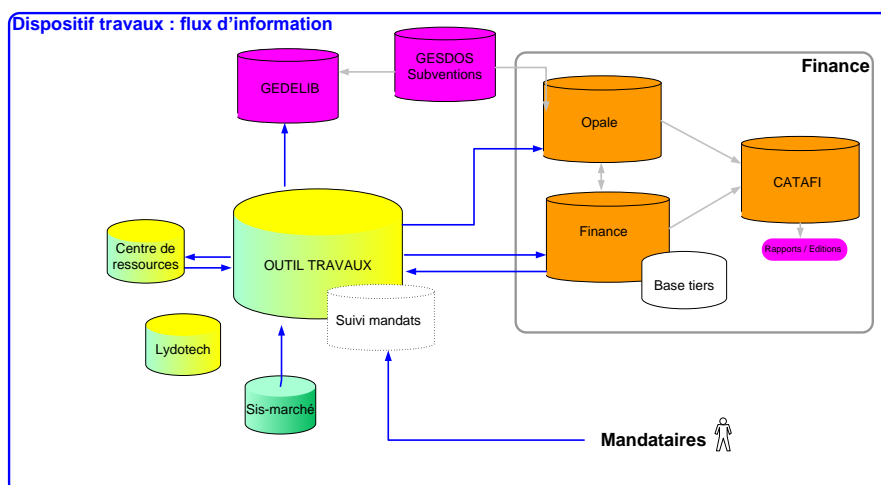 Dispositif travaux : flux d’information
GESDOS
Subventions
GEDELIB
Finance
Opale
CATAFI
Centre de
ressources
OUTIL TRAVAUX
Finance
Rapports / Editions
Base tiers
Suivi mandats
Lydotech
Sis-marché
Mandataires